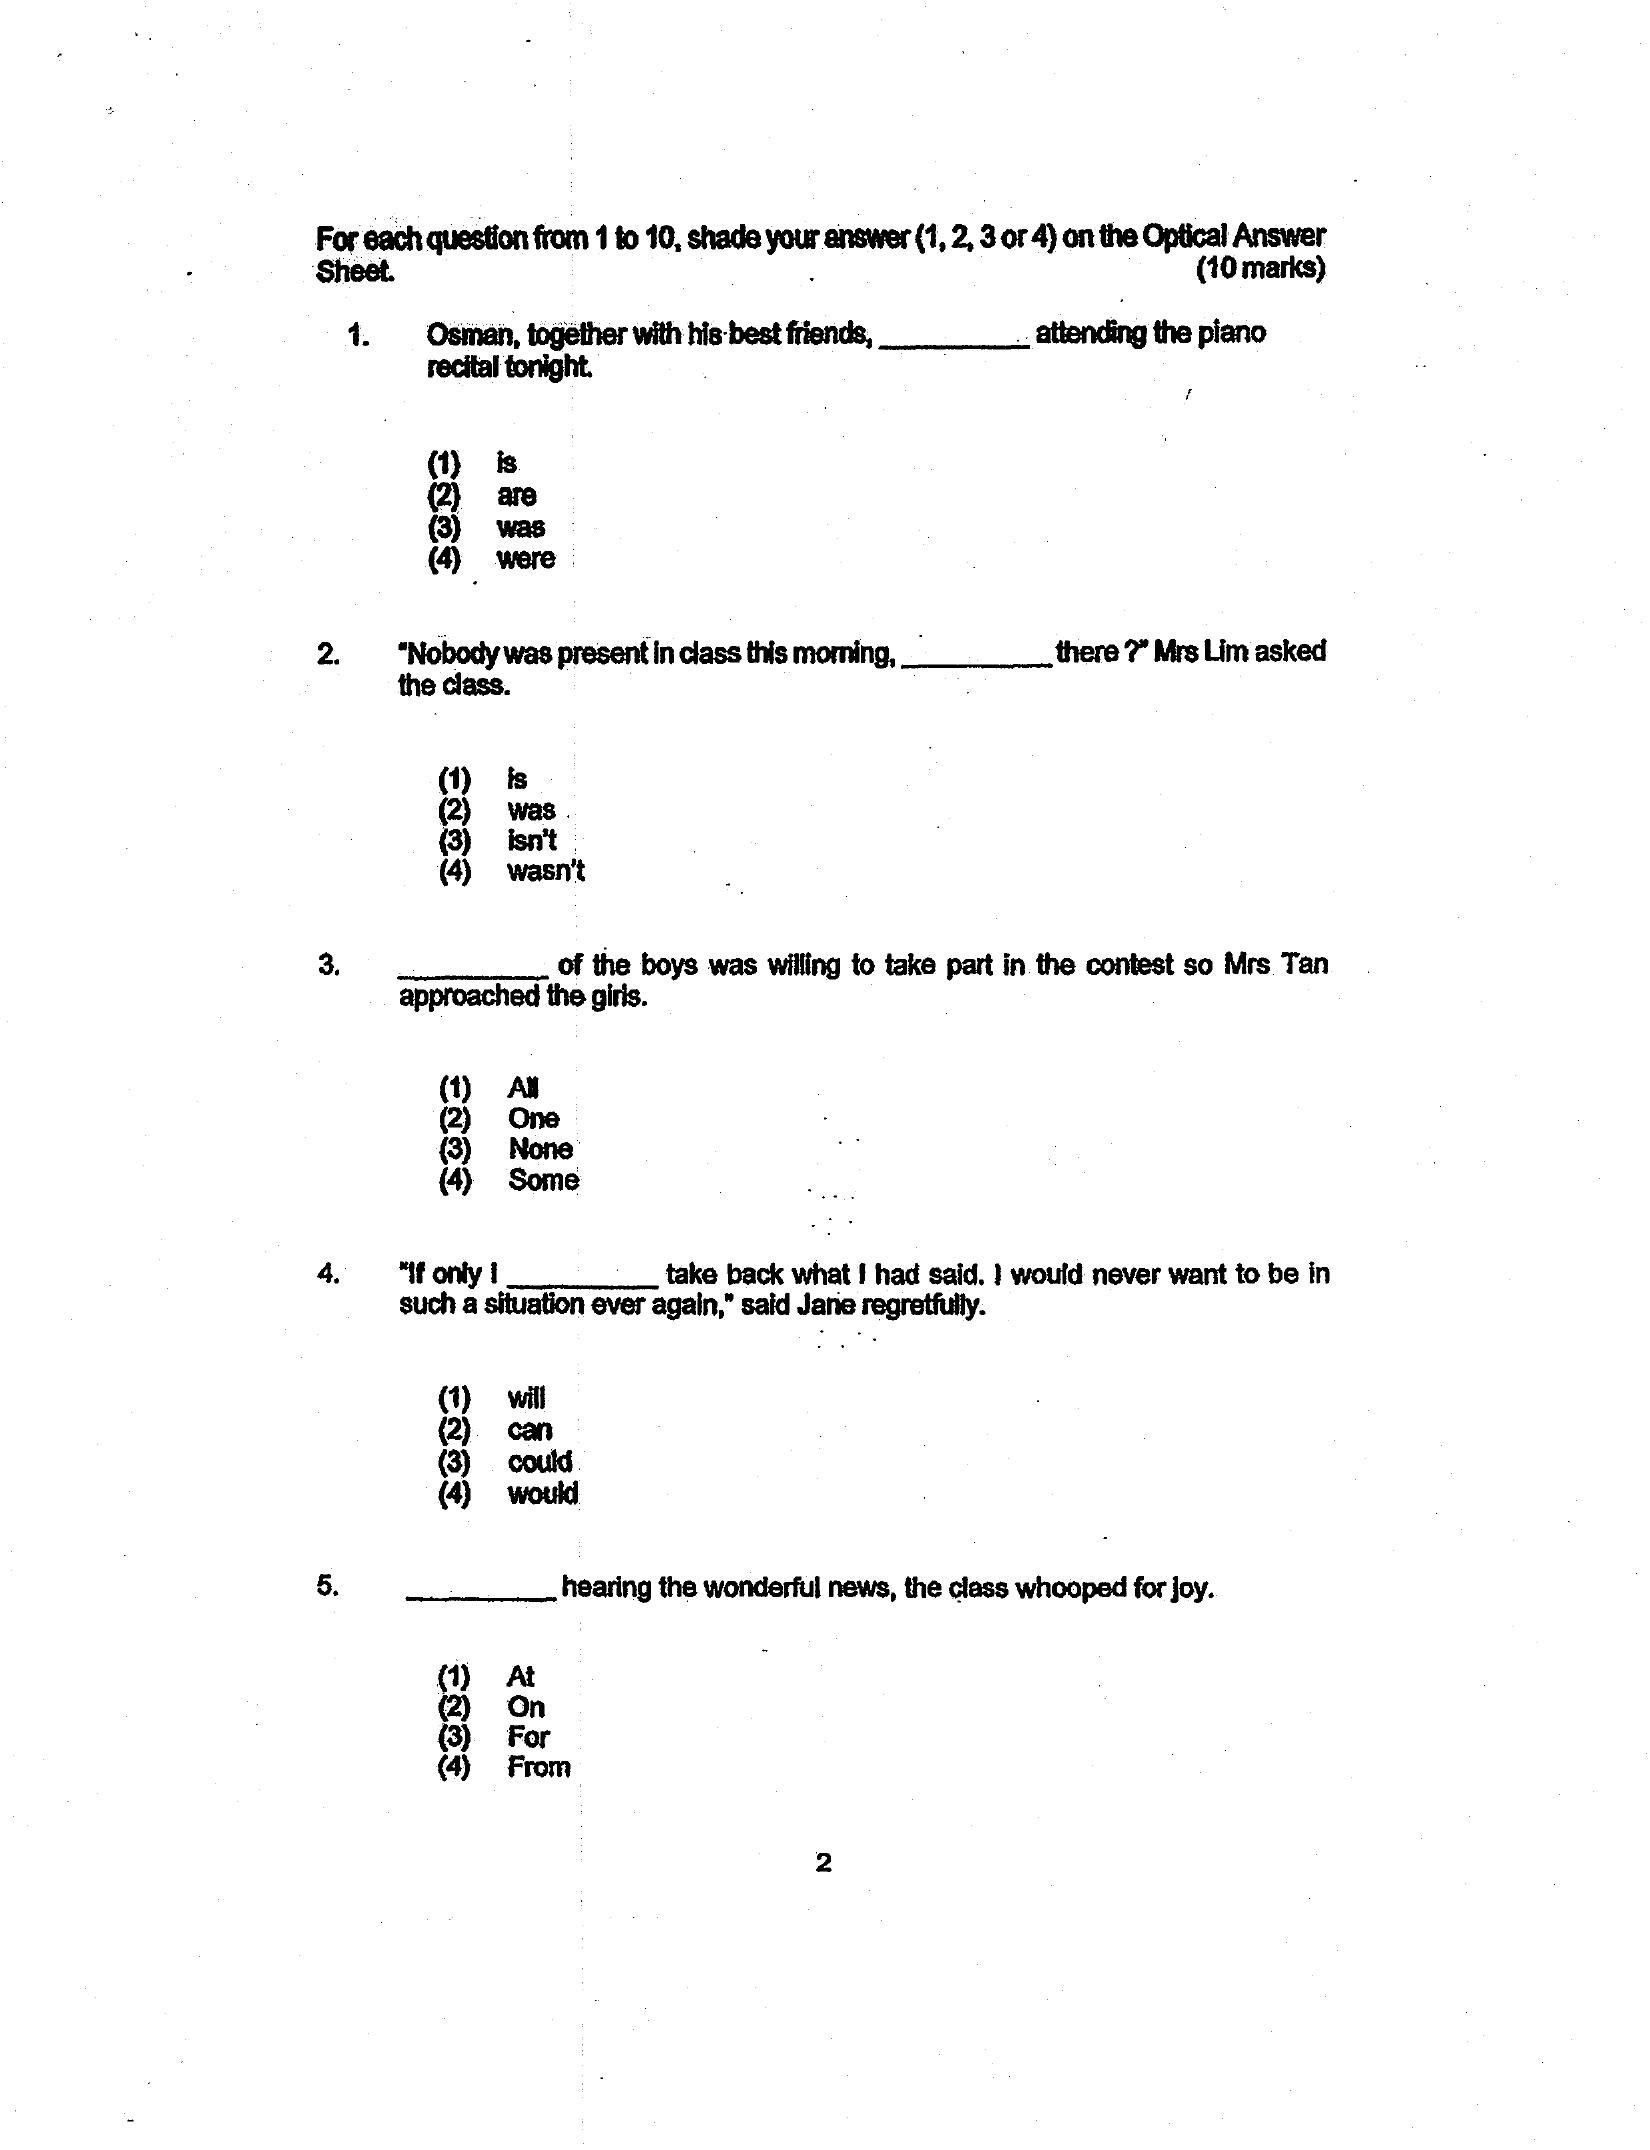 For each question from 1 to 10, shade your answer (1, 2, 3 or 4) on the Optical Answer
Sheet. (10 marks)
1. Osman, together with his best friends, __________ attending the piano
recital tonight.
(1) is
(2) are
(3) was
(4) were
2. "Nobody was present in class this morning, __________ there ?" Mrs Lim asked
the class.
(1) is
(2) was
(3) isn't
(4) wasn't
3. __________ of the boys was willing to take part in the contest so Mrs Tan
approached the girls.
(1) All
(2) One
(3) None
(4) Some
4. "If only I __________ take back what I had said. I would never want to be in
such a situation ever again," said Jane regretfully.
(1) will
(2) can
(3) could
(4) would
5. __________ hearing the wonderful news, the class whooped for joy.
(1) At
(2) On
(3) For
(4) From
2